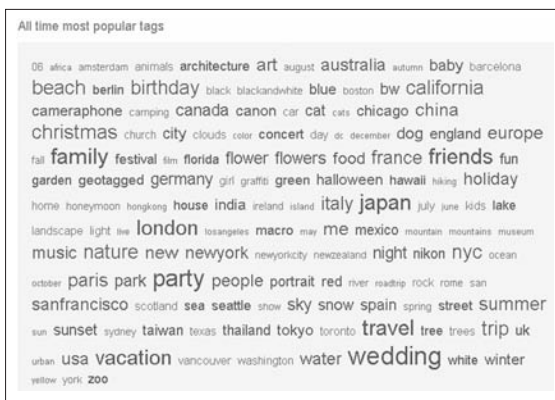 All time most popular tags
06 africa amsterdam animals architecture art august australia autumn baby barcelona
beach berlin birthday black blackandwhite blue boston bw california
cameraphone camping canada canon car cat cats chicago china
christmas church city clouds color concert day dc december dog england europe
fall family festival film florida flower flowers food france friends fun
garden geotagged germany girl graffiti green halloween hawaii hiking holiday
home honeymoon hongkong house india ireland island italy japan july june kids lake
landscape light live london losangeles macro may me mexico mountain mountains museum
music nature new newyork newyorkcity newzealand night nikon nyc ocean
october paris park party people portrait red river roadtrip rock rome san
sanfrancisco scotland sea seattle show sky snow spain spring street summer
sun sunset sydney taiwan texas thailand tokyo toronto travel tree trees trip uk
urban usa vacation vancouver washington water wedding white winter
yellow york zoo